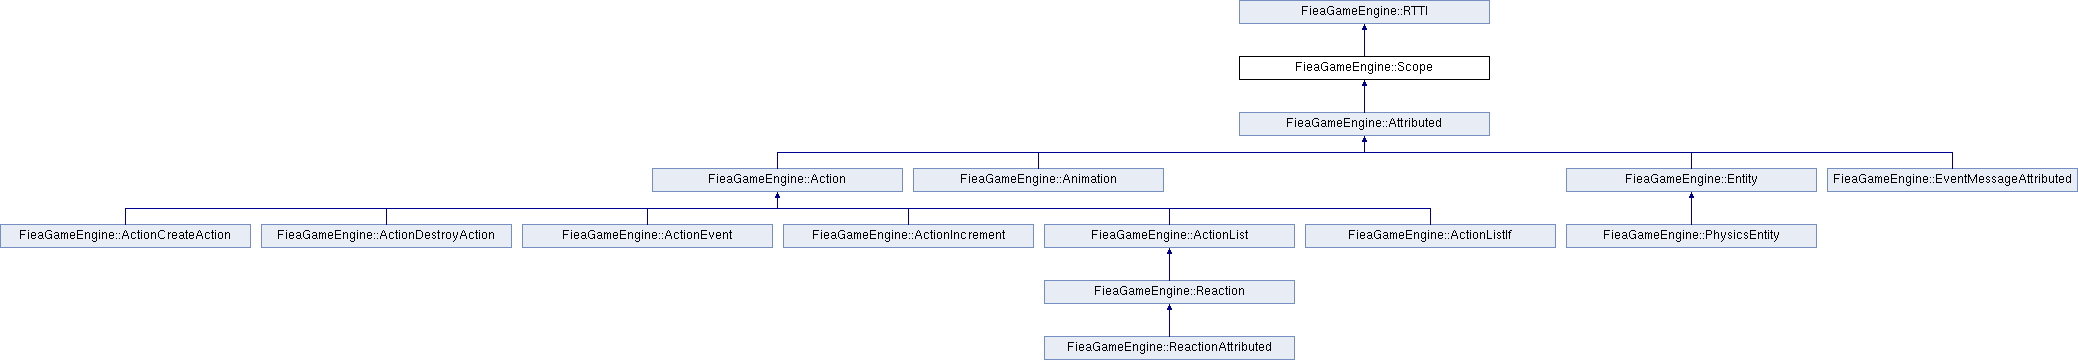 FieaGameEngine::RTTI
FieaGameEngine::Scope
FieaGameEngine::Attributed
FieaGameEngine::Action
FieaGameEngine::Animation
FieaGameEngine::Entity
FieaGameEngine::EventMessageAttributed
FieaGameEngine::ActionCreateAction
FieaGameEngine::ActionDestroyAction
FieaGameEngine::ActionEvent
FieaGameEngine::ActionIncrement
FieaGameEngine::ActionList
FieaGameEngine::ActionListIf
FieaGameEngine::PhysicsEntity
FieaGameEngine::Reaction
FieaGameEngine::ReactionAttributed